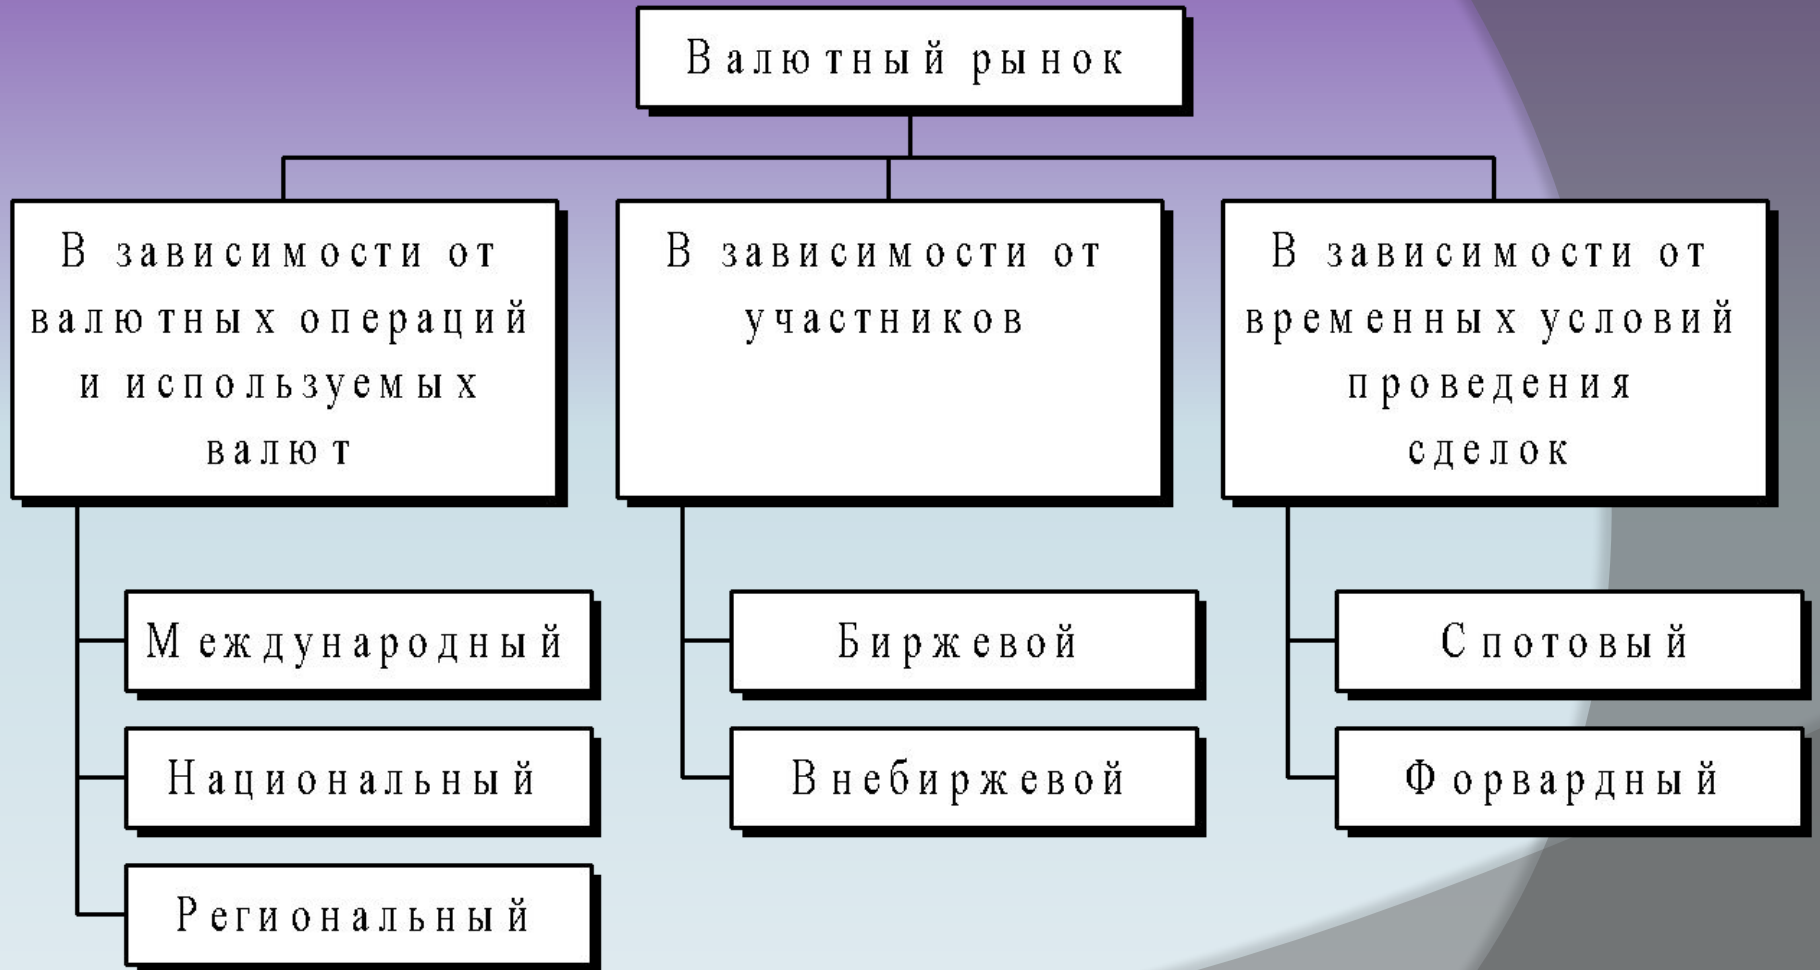 Валютный рынок
В зависимости от
валютных операций
и используемых
валют
В зависимости от
участников
В зависимости от
временных условий
проведения
сделок
Международный
Национальный
Региональный
Биржевой
Внебиржевой
Спотовый
Форвардный